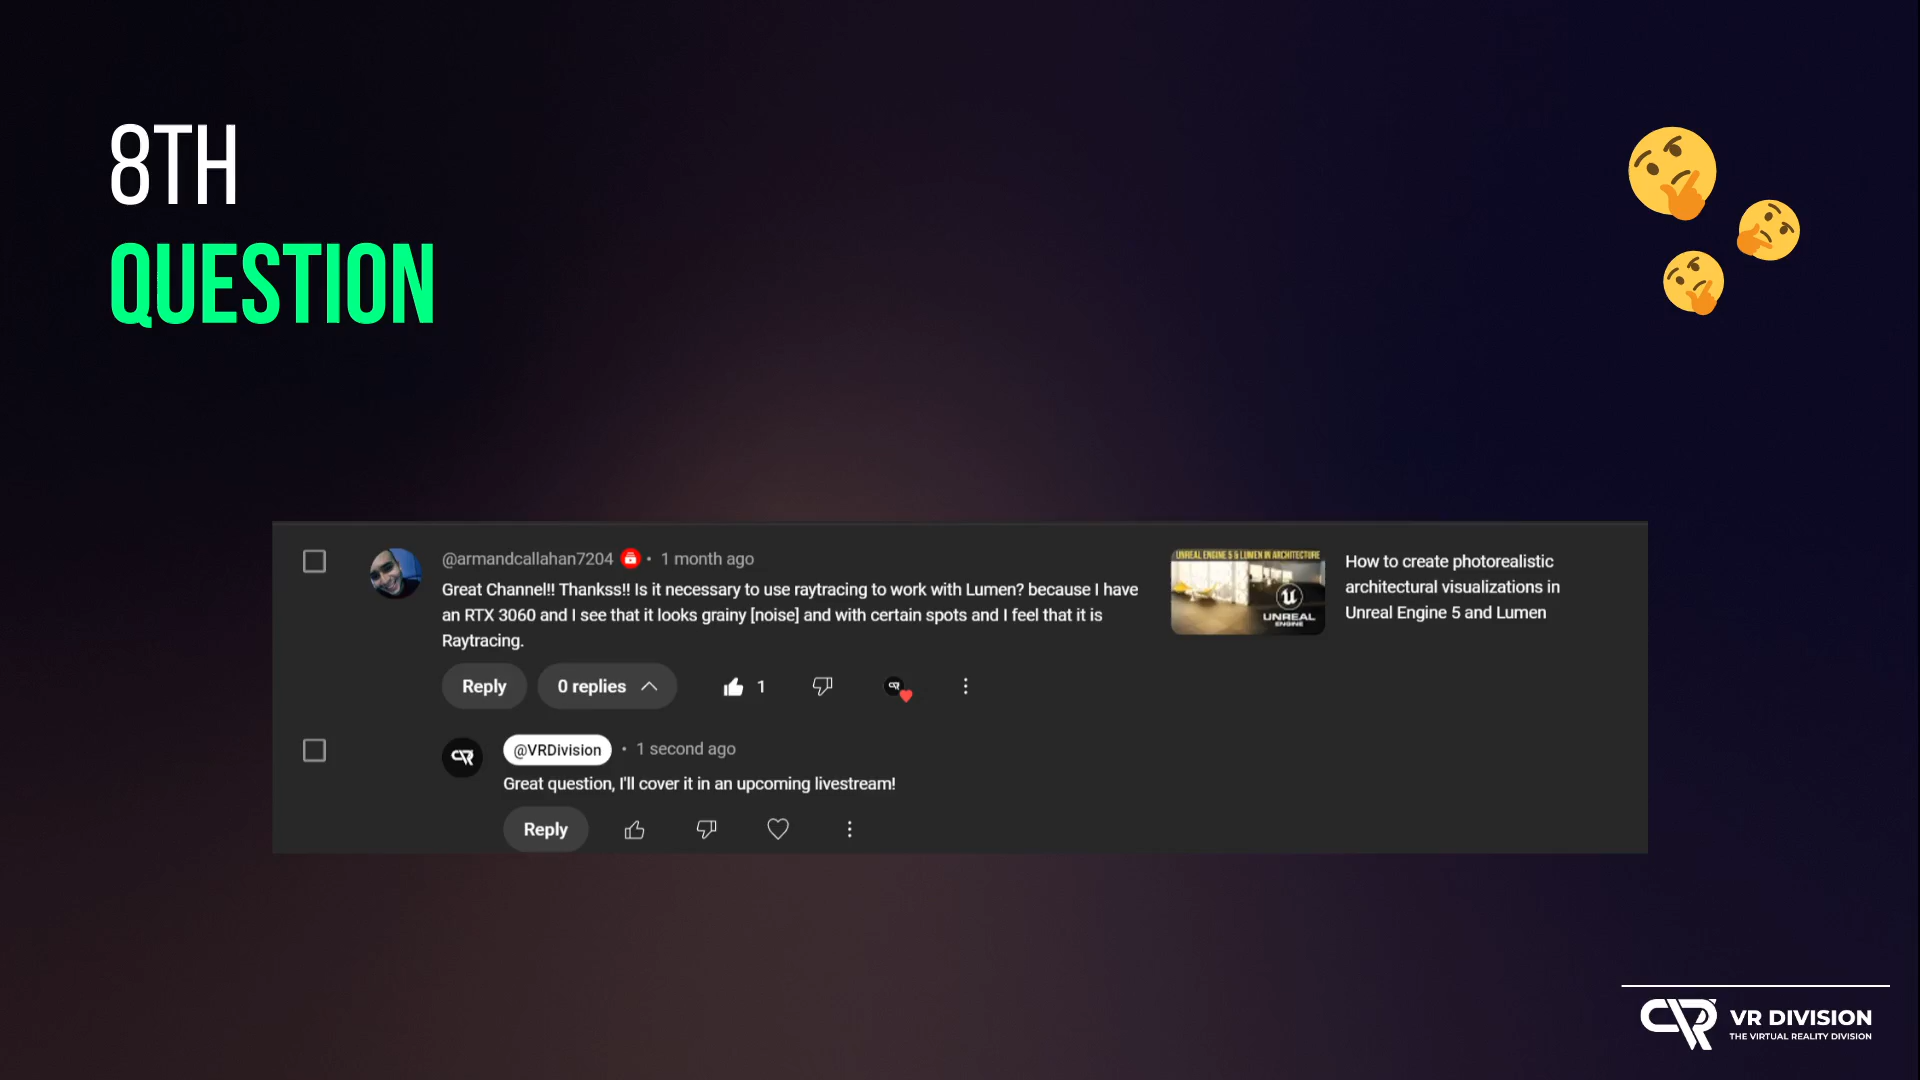 8TH
QUESTION
@armandcallahan7204 • 1 month ago
Great Channel!! Thankss!! Is it necessary to use raytracing to work with Lumen? because I have
an RTX 3060 and I see that it looks grainy [noise] and with certain spots and I feel that it is
Raytracing.
Reply 0 replies 1
UNREAL ENGINE 5 & LUMEN IN ARCHITECTURE
UNREAL
ENGINE
How to create photorealistic
architectural visualizations in
Unreal Engine 5 and Lumen
@VRDivision • 1 second ago
Great question, I'll cover it in an upcoming livestream!
Reply
VR DIVISION
THE VIRTUAL REALITY DIVISION